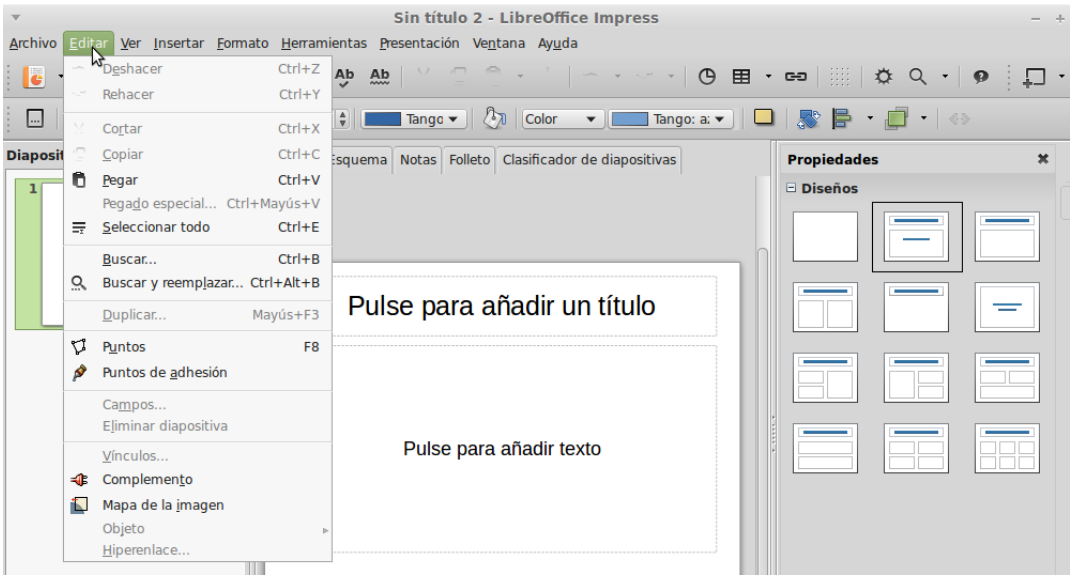 Sin título 2 - LibreOffice Impress
Archivo Editar Ver Insertar Formato Herramientas Presentación Ventana Ayuda
Deshacer Ctrl+Z
Rehacer Ctrl+Y
Cortar Ctrl+X
Copiar Ctrl+C
Pegar Ctrl+V
Pegado especial... Ctrl+Mayús+V
Seleccionar todo Ctrl+E
Buscar... Ctrl+B
Buscar y reemplazar... Ctrl+Alt+B
Duplicar... Mayús+F3
Puntos F8
Puntos de adhesión
Campos...
Eliminar diapositiva
Vínculos...
Complemento
Mapa de la imagen
Objeto
Hiperenlace...
Ab Ab
Tango Color Tango: a:
Diaposit
1
squema Notas Folleto Clasificador de diapositivas
Pulse para añadir un título
Pulse para añadir texto
Propiedades
Diseños